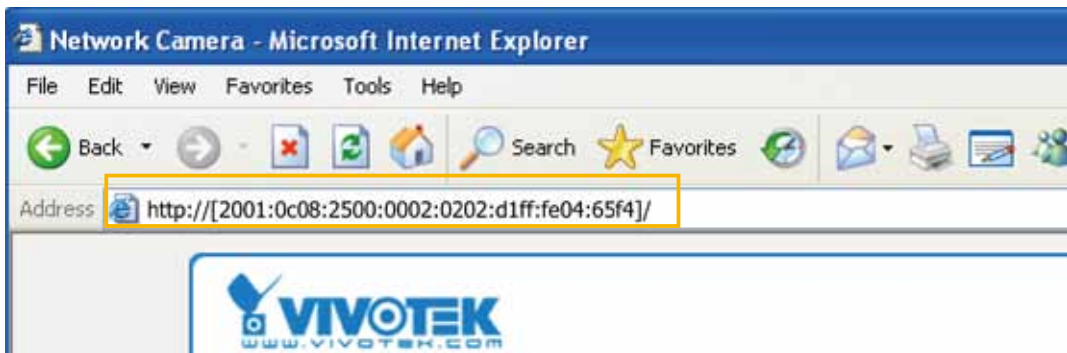 Network Camera - Microsoft Internet Explorer
File Edit View Favorites Tools Help
Back Search Favorites
Address http://[2001:0c08:2500:0002:0202:d1ff:fe04:65f4]/
VIVOTEK
WWW.VIVOTEK.COM